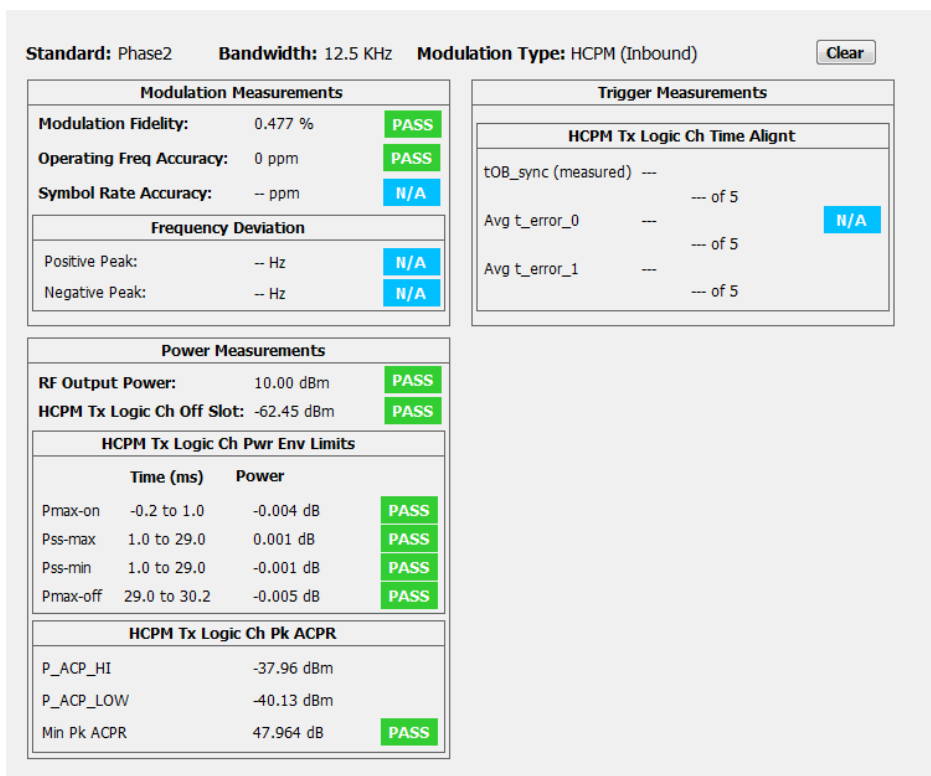 Standard: Phase2 Bandwidth: 12.5 KHz Modulation Type: HCPM (Inbound) Clear
Modulation Measurements
Modulation Fidelity: 0.477 % PASS
Operating Freq Accuracy: 0 ppm PASS
Symbol Rate Accuracy: -- ppm N/A
Frequency Deviation
Positive Peak: -- Hz N/A
Negative Peak: -- Hz N/A
Trigger Measurements
HCPM Tx Logic Ch Time Alignt
tOB_sync (measured) ---
--- of 5
Avg t_error_0 --- N/A
--- of 5
Avg t_error_1 ---
--- of 5
Power Measurements
RF Output Power: 10.00 dBm PASS
HCPM Tx Logic Ch Off Slot: -62.45 dBm PASS
HCPM Tx Logic Ch Pwr Env Limits
Time (ms) Power
Pmax-on -0.2 to 1.0 -0.004 dB PASS
Pss-max 1.0 to 29.0 0.001 dB PASS
Pss-min 1.0 to 29.0 -0.001 dB PASS
Pmax-off 29.0 to 30.2 -0.005 dB PASS
HCPM Tx Logic Ch Pk ACPR
P_ACP_HI -37.96 dBm
P_ACP_LOW -40.13 dBm
Min Pk ACPR 47.964 dB PASS